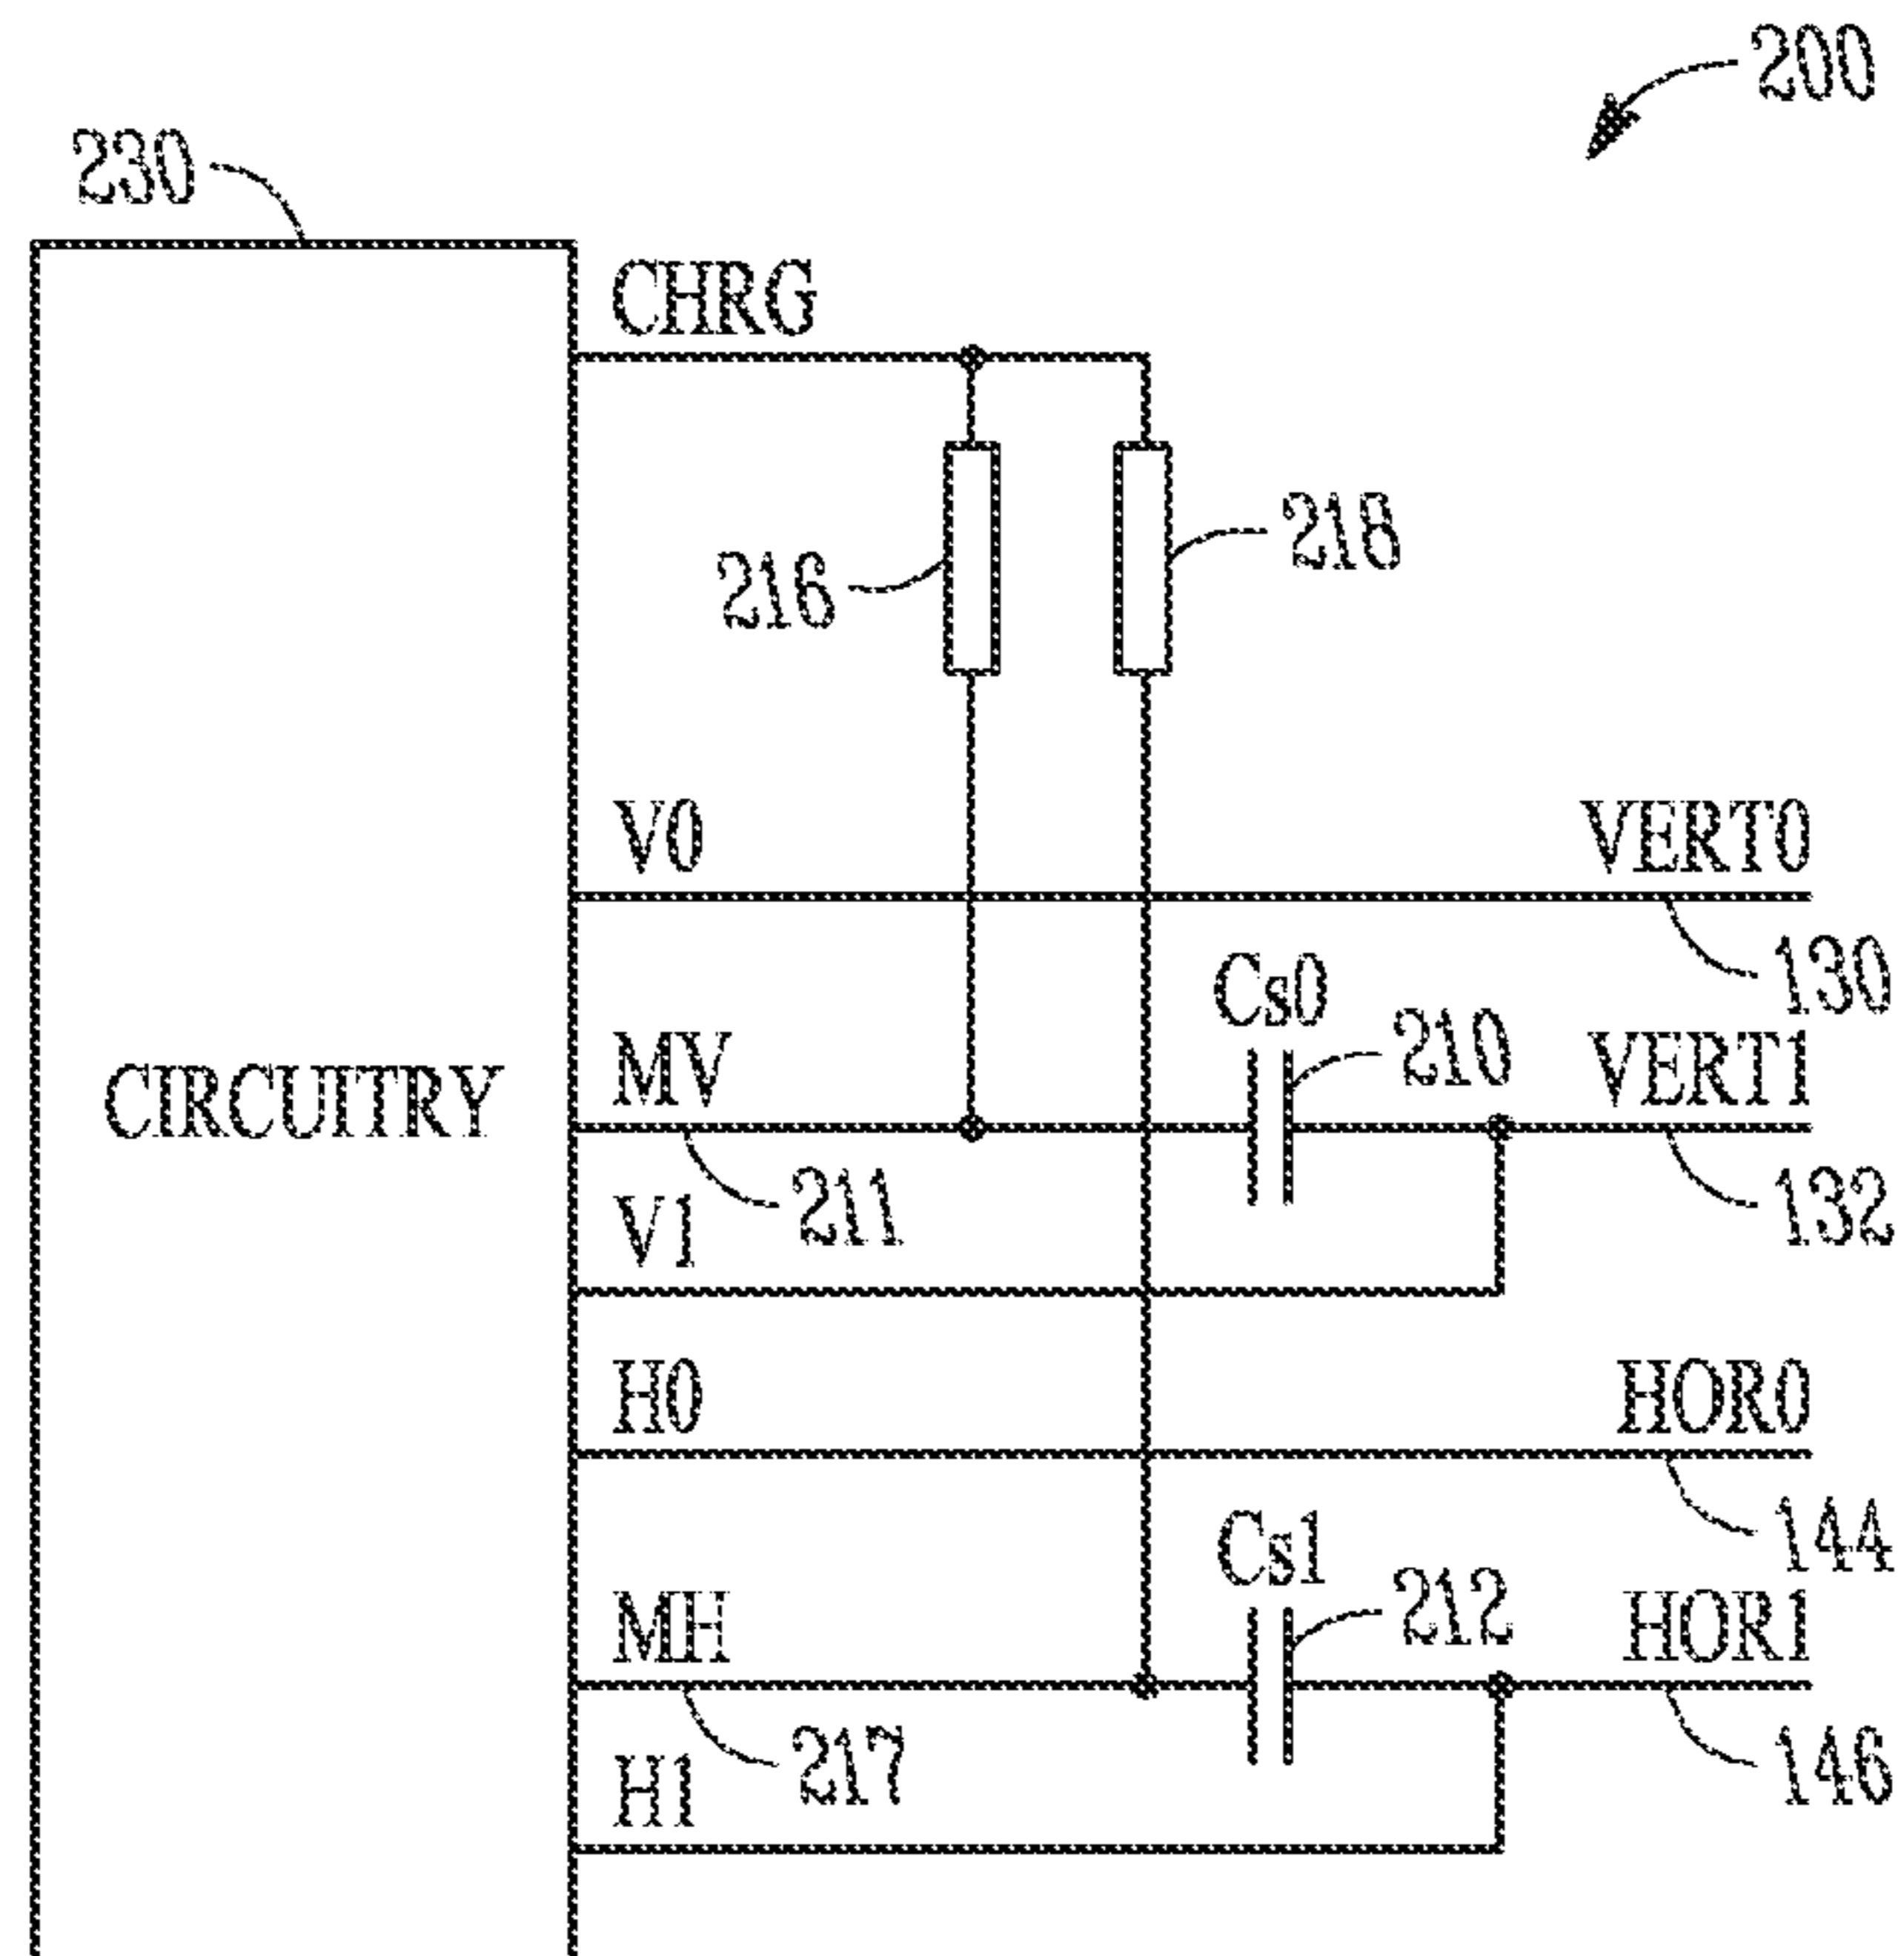 200
230
CHRG
216
218
V0
VERT0
130
Cs0
210
MV
VERT1
CIRCUITRY
211
132
V1
H0
HOR0
144
Cs1
212
MH
HOR1
217
146
H1